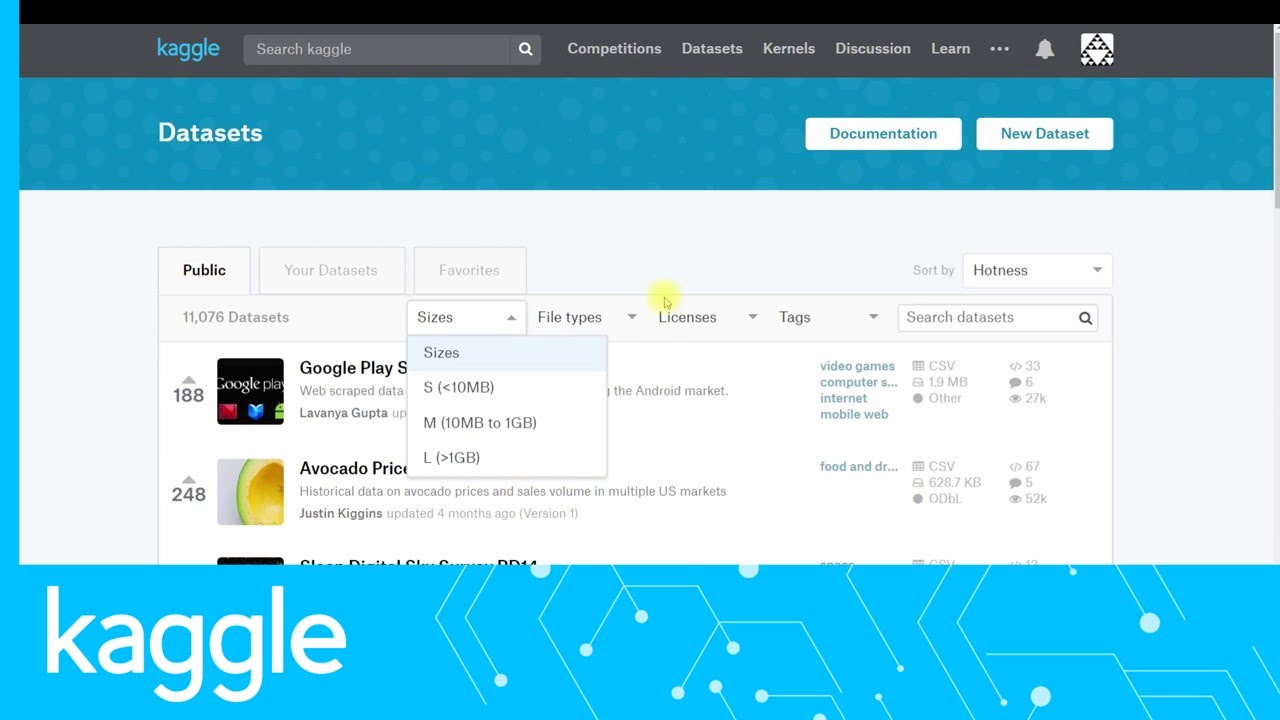 kaggle
Search kaggle
Competitions
Datasets
Kernels
Discussion
Learn
Datasets
Documentation
New Dataset
Public
Your Datasets
Favorites
Sort by
Hotness
11,076 Datasets
Sizes
File types
Licenses
Tags
Search datasets
Sizes
S (<10MB)
M (10MB to 1GB)
L (>1GB)
188
Google play
Google Play S
Web scraped data
g the Android market.
Lavanya Gupta up
video games
computer s...
internet
mobile web
CSV
1.9 MB
Other
33
6
27k
248
Avocado Price
Historical data on avocado prices and sales volume in multiple US markets
Justin Kiggins updated 4 months ago (Version 1)
food and dr...
CSV
628.7 KB
ODbL
67
5
52k
Sloan Digital Sky Survey DR14
space
CSV
kaggle